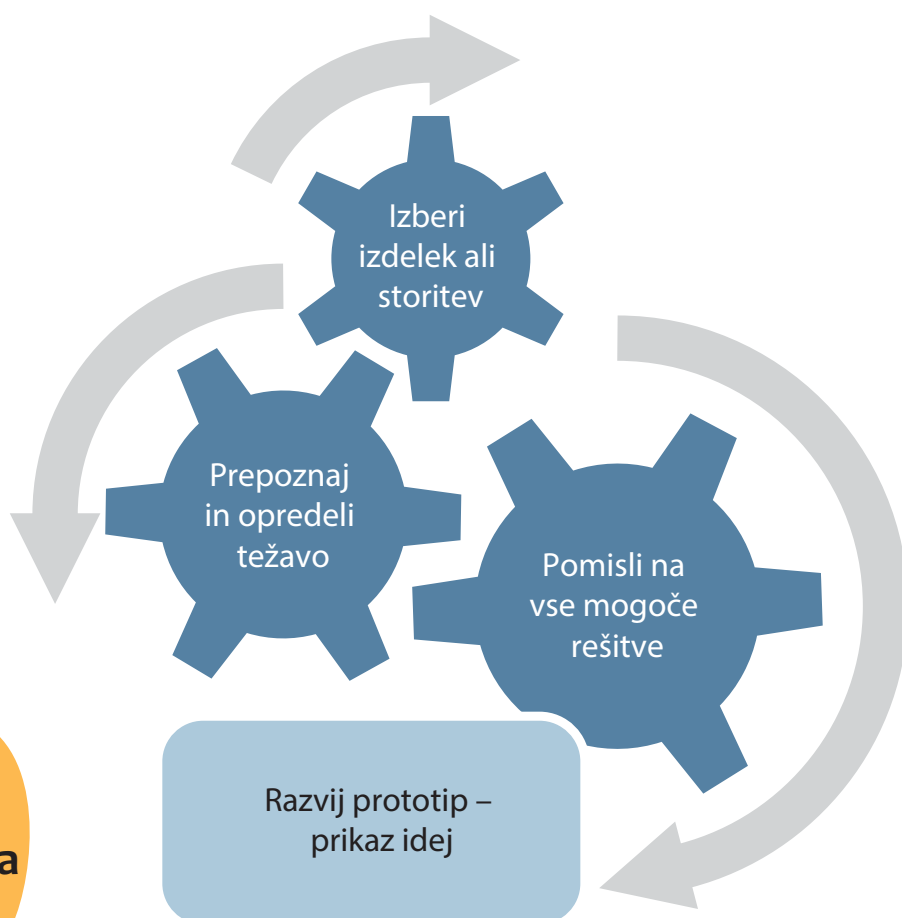 Izberi
izdelek ali
storitev
Prepoznaj
in opredeli
težavo
Pomisli na
vse mogoče
rešitve
Razvij prototip –
prikaz idej
a